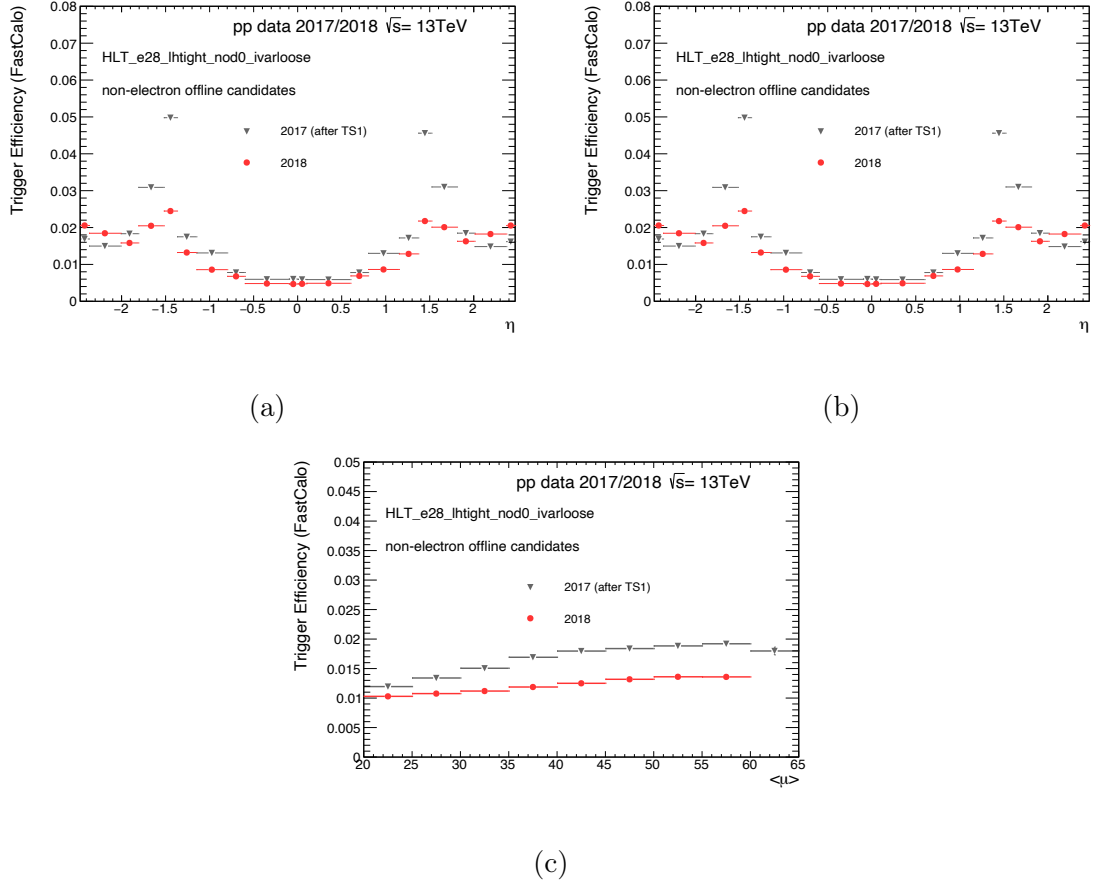 pp data 2017/2018 √s= 13TeV
HLT_e28_lhtight_nod0_ivarloose
non-electron offline candidates
2017 (after TS1)
2018
Trigger Efficiency (FastCalo)
0.08
0.07
0.06
0.05
0.04
0.03
0.02
0.01
0
−2 −1.5 −1 −0.5 0 0.5 1 1.5 2
η
(a)
pp data 2017/2018 √s= 13TeV
HLT_e28_lhtight_nod0_ivarloose
non-electron offline candidates
2017 (after TS1)
2018
Trigger Efficiency (FastCalo)
0.08
0.07
0.06
0.05
0.04
0.03
0.02
0.01
0
−2 −1.5 −1 −0.5 0 0.5 1 1.5 2
η
(b)
pp data 2017/2018 √s= 13TeV
HLT_e28_lhtight_nod0_ivarloose
non-electron offline candidates
2017 (after TS1)
2018
Trigger Efficiency (FastCalo)
0.05
0.045
0.04
0.035
0.03
0.025
0.02
0.015
0.01
0.005
0
20 25 30 35 40 45 50 55 60 65
<μ>
(c)